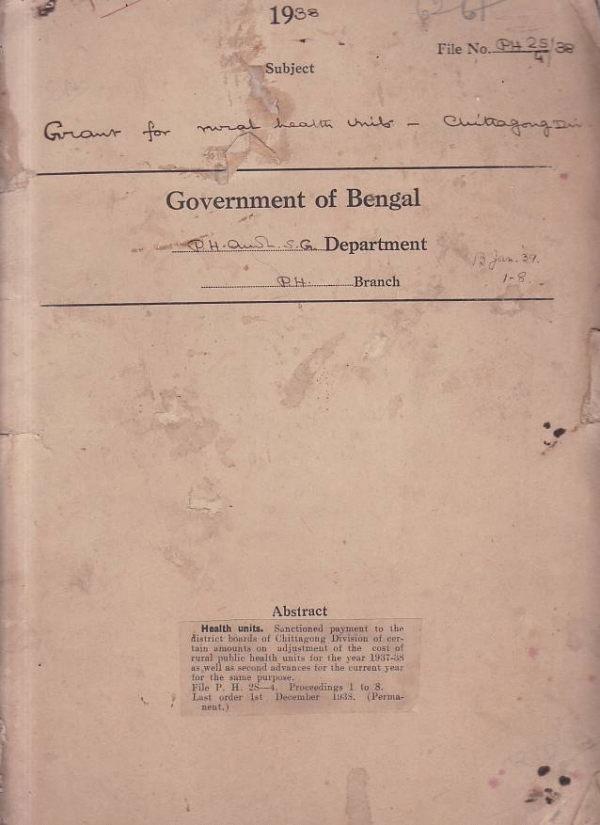 1938
File No. PH 2S/4/38
Subject
Grant for rural health units - Chittagong Div.
Government of Bengal
P.H. and L.S.G. Department
13 Jan. 39.
1-8.
P.H. Branch
Abstract
Health units. Sanctioned payment to the
district boards of Chittagong Division of cer-
tain amounts on adjustment of the cost of
rural public health units for the year 1937-38
as well as second advances for the current year
for the same purpose.
File P. H. 2S—4. Proceedings 1 to 8.
Last order 1st December 1938. (Perma-
nent.)